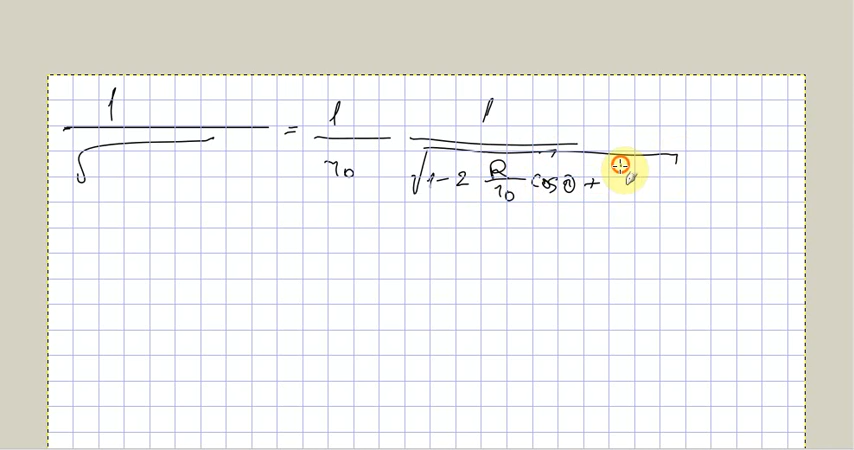 1/√ = 1/r₀ 1/√(1 - 2 R/r₀ cos θ +